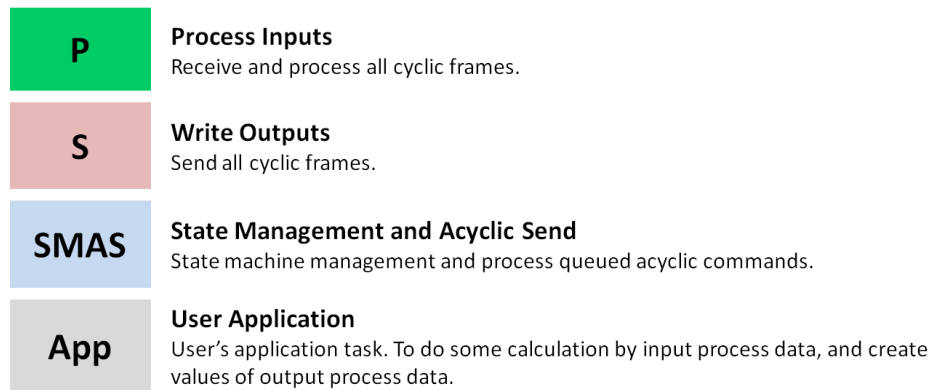 P
Process Inputs
Receive and process all cyclic frames.
S
Write Outputs
Send all cyclic frames.
SMAS
State Management and Acyclic Send
State machine management and process queued acyclic commands.
App
User Application
User’s application task. To do some calculation by input process data, and create
values of output process data.